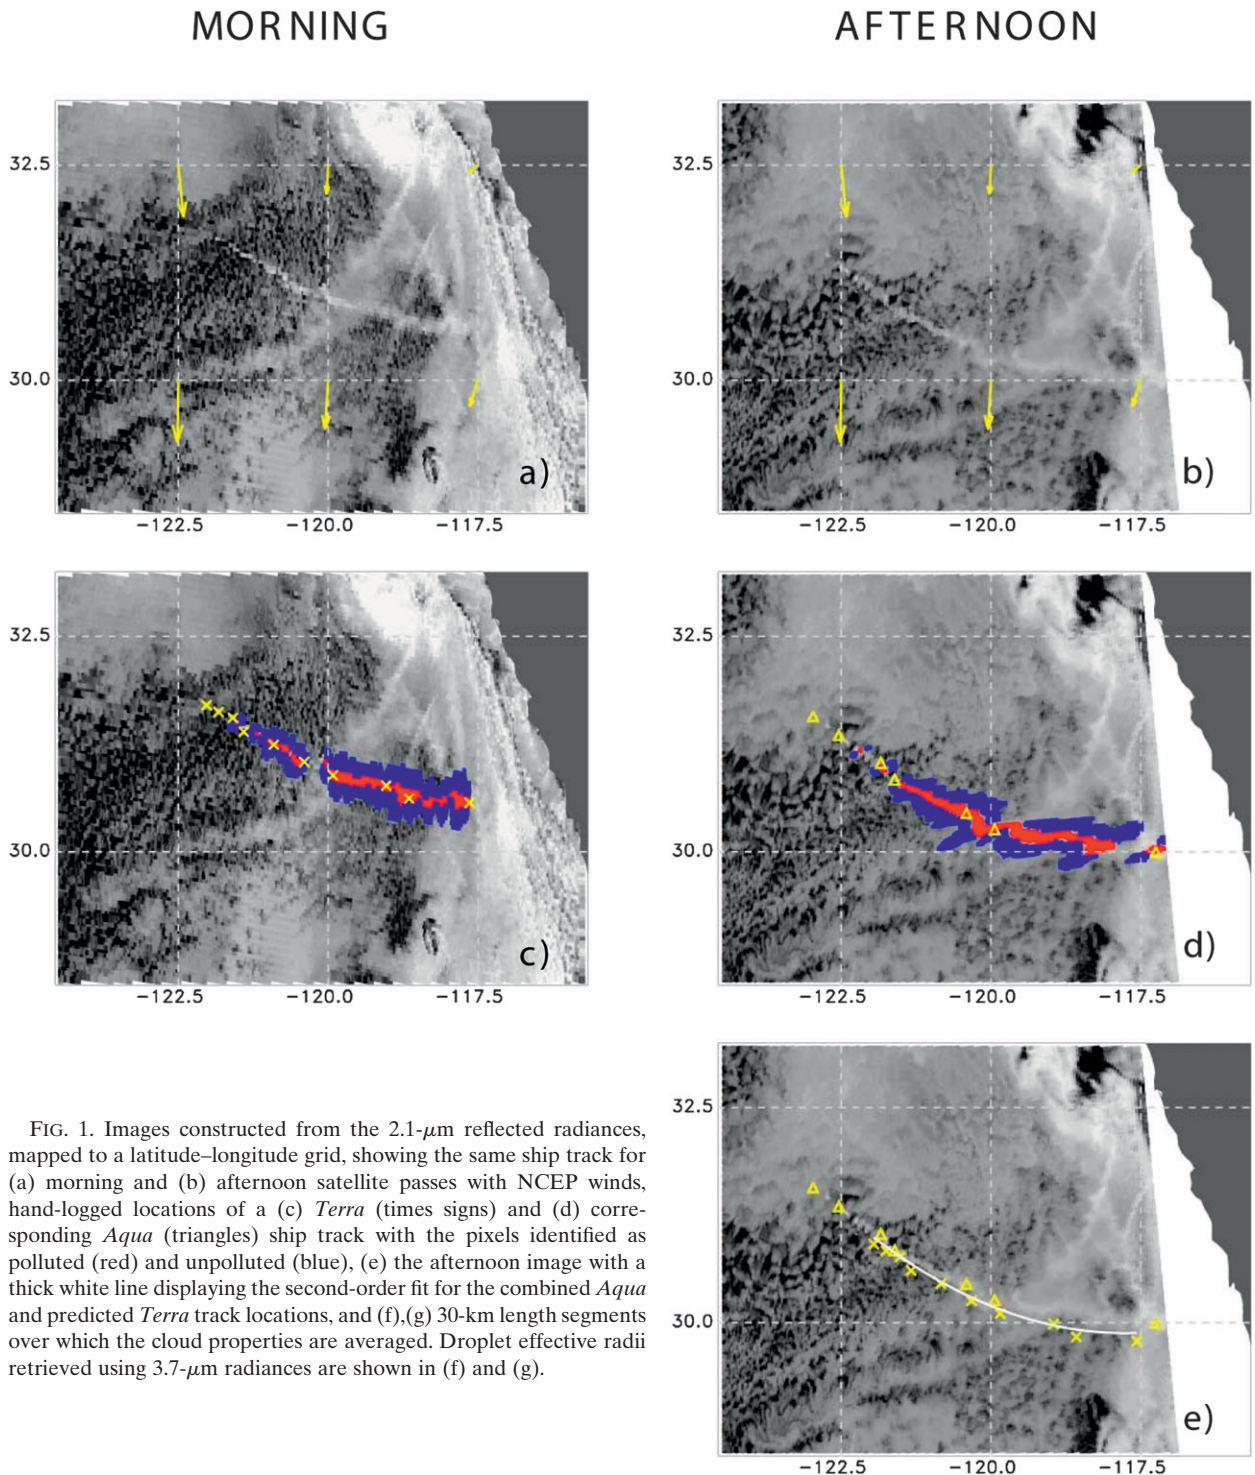 MORNING
AFTERNOON
32.5
30.0
a)
−122.5
−120.0
−117.5
32.5
30.0
b)
−122.5
−120.0
−117.5
32.5
30.0
c)
−122.5
−120.0
−117.5
32.5
30.0
d)
−122.5
−120.0
−117.5
32.5
30.0
e)
−122.5
−120.0
−117.5
FIG. 1. Images constructed from the 2.1-μm reflected radiances,
mapped to a latitude–longitude grid, showing the same ship track for
(a) morning and (b) afternoon satellite passes with NCEP winds,
hand-logged locations of a (c) Terra (times signs) and (d) corre-
sponding Aqua (triangles) ship track with the pixels identified as
polluted (red) and unpolluted (blue), (e) the afternoon image with a
thick white line displaying the second-order fit for the combined Aqua
and predicted Terra track locations, and (f),(g) 30-km length segments
over which the cloud properties are averaged. Droplet effective radii
retrieved using 3.7-μm radiances are shown in (f) and (g).